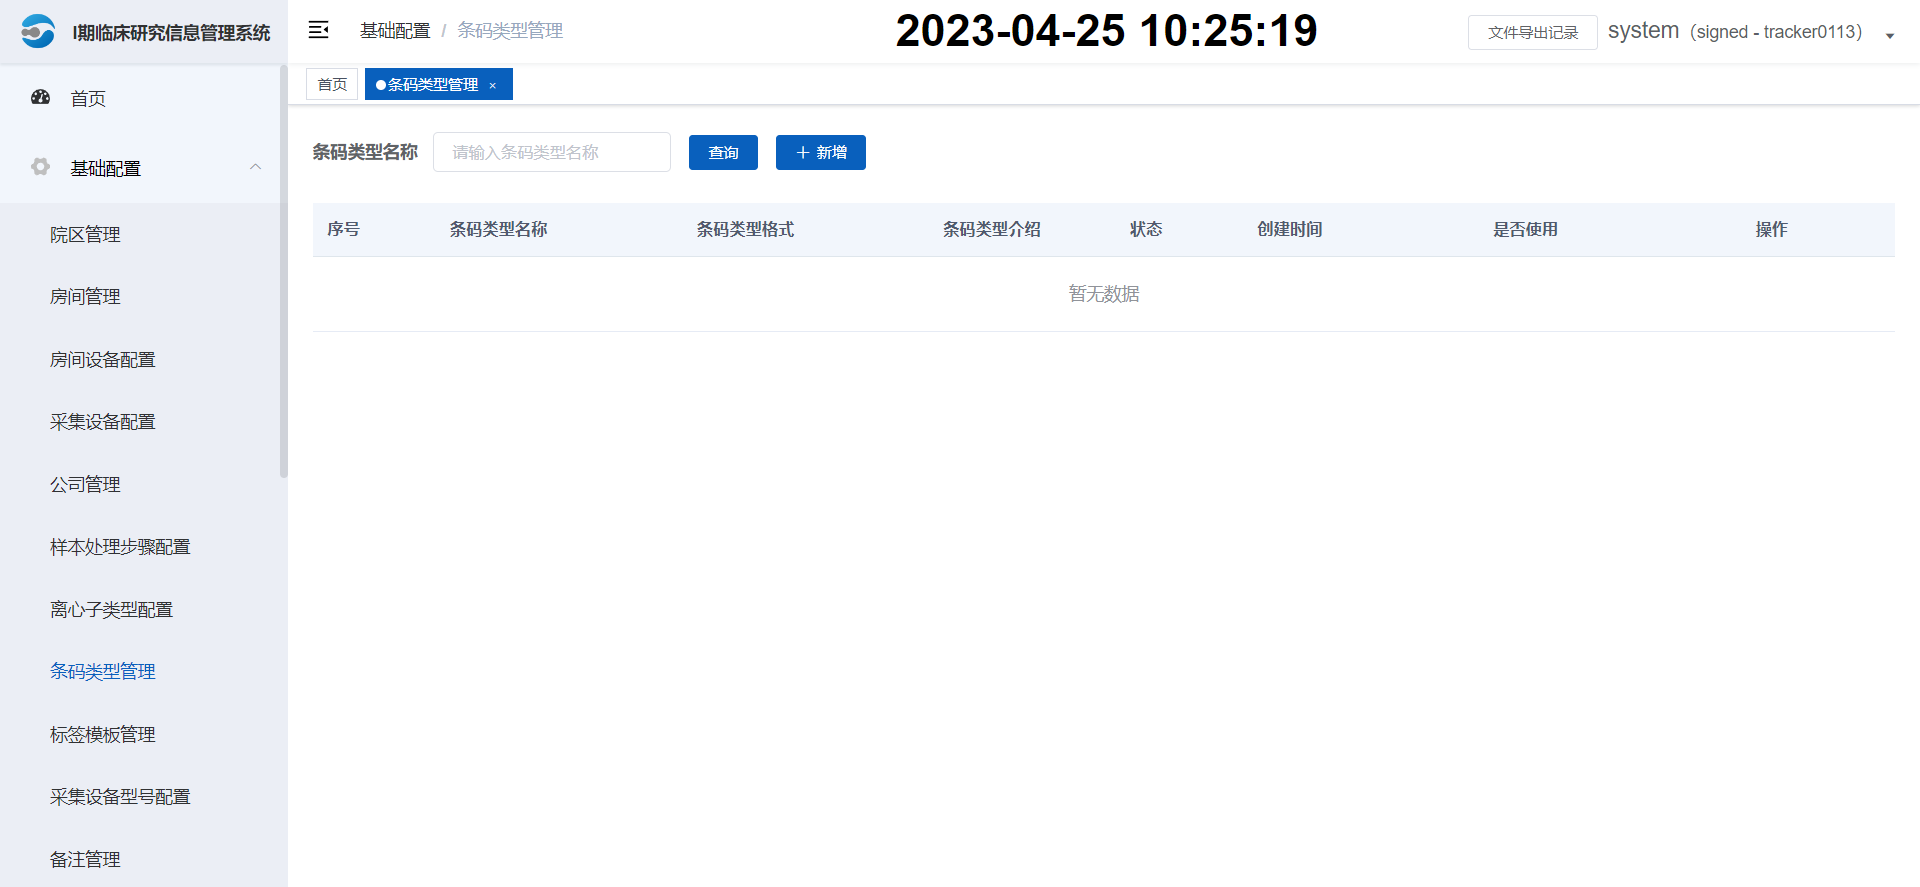 I期临床研究信息管理系统
基础配置 / 条码类型管理
2023-04-25 10:25:19
文件导出记录
system（signed - tracker0113）
首页
条码类型管理 ×
首页
基础配置
院区管理
房间管理
房间设备配置
采集设备配置
公司管理
样本处理步骤配置
离心子类型配置
条码类型管理
标签模板管理
采集设备型号配置
备注管理
条码类型名称 请输入条码类型名称 查询 + 新增
序号 条码类型名称 条码类型格式 条码类型介绍 状态 创建时间 是否使用 操作
暂无数据